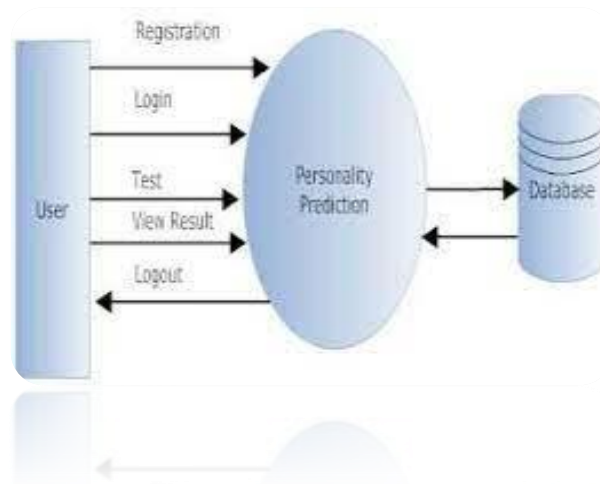 Registration
Login
Test
View Result
Logout
User
Personality
Prediction
Database